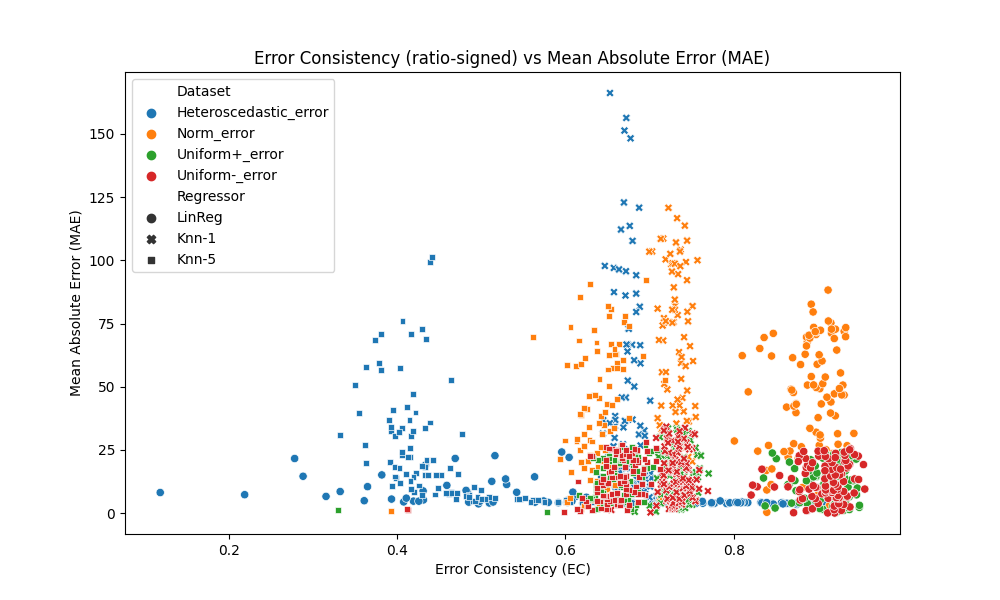 Error Consistency (ratio-signed) vs Mean Absolute Error (MAE)
Dataset
Heteroscedastic_error
Norm_error
Uniform+_error
Uniform-_error
Regressor
LinReg
Knn-1
Knn-5
Mean Absolute Error (MAE)
150
125
100
75
50
25
0
0.2 0.4 0.6 0.8
Error Consistency (EC)